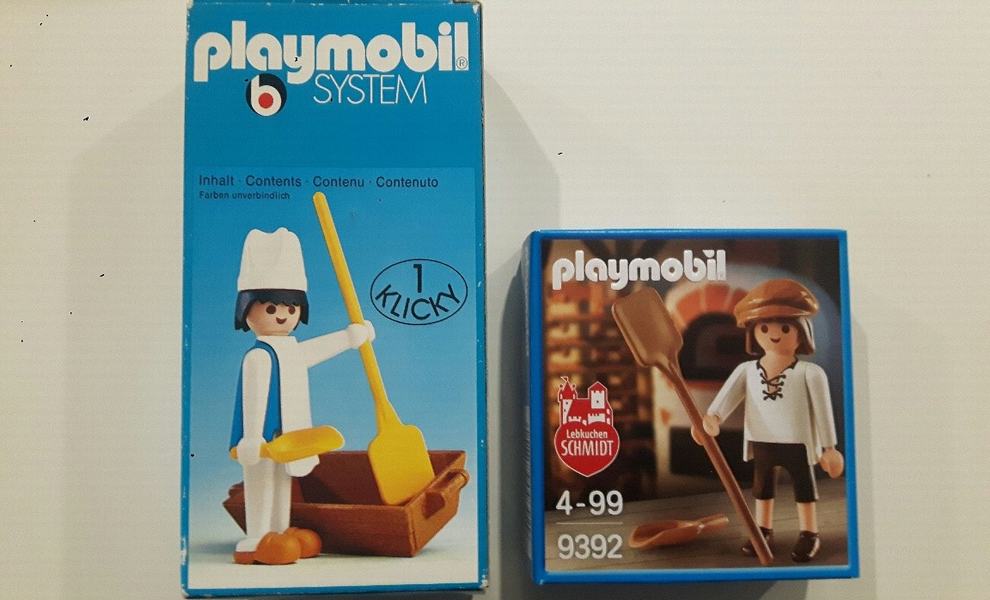 playmobil®
b SYSTEM
Inhalt · Contents · Contenu · Contenuto
Farben unverbindlich
1
KLICKY
playmobil
Lebkuchen
SCHMIDT
4-99
9392